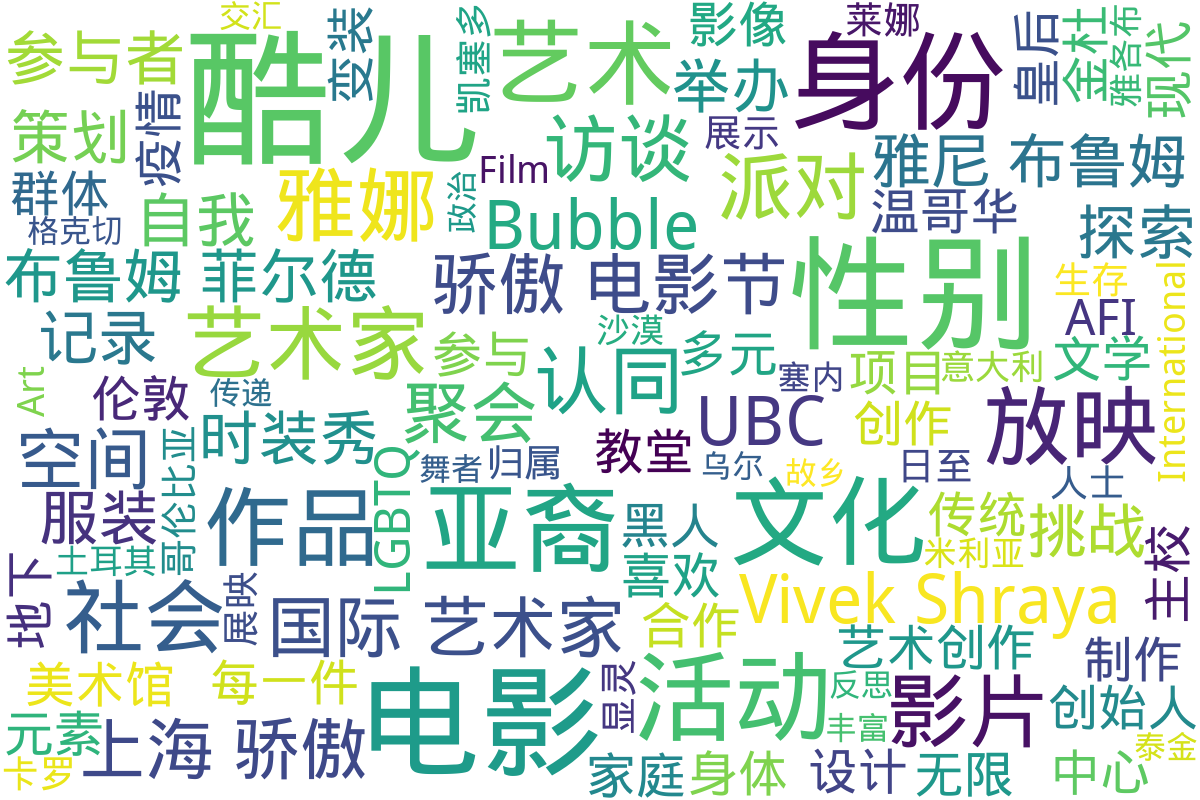 交汇
酷儿
变装
凯塞多
艺术
影像
莱娜
身份
皇后
金杜
雅各布
现代
参与者
举办
策划
疫情
访谈
展示
派对
雅尼 布鲁姆
群体
自我
雅娜
Film
政治
Bubble
温哥华
探索
格克切
布鲁姆 菲尔德
骄傲 电影节
性别
生存
International
记录
艺术家
参与
沙漠
多元
AFI
文学
Art
伦敦
传递
聚会
认同
塞内
项目
意大利
放映
空间
哥伦比亚
时装秀
LGBTQ
舞者
归属
教堂
UBC
乌尔
故乡
创作
日至
人士
服装
作品
亚裔
黑人
文化
传统
挑战
主校
地下
土耳其
喜欢
米利亚
社会
展映
国际 艺术家
合作
Vivek Shraya
艺术创作
制作
美术馆
每一件
电影
显灵
活动
反思
影片
创始人
元素
上海 骄傲
丰富
泰金
卡罗
家庭
身体
设计
无限
中心